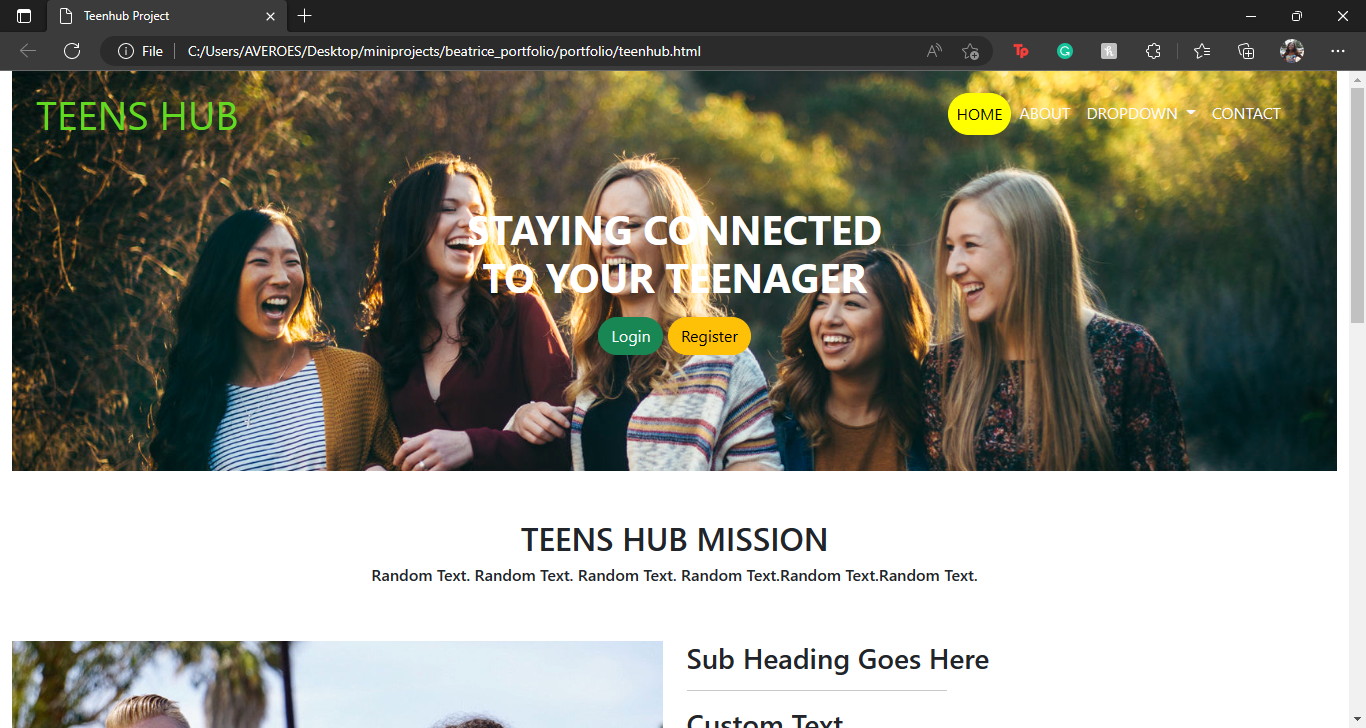 Teenhub Project
File
C:/Users/AVEROES/Desktop/miniprojects/beatrice_portfolio/portfolio/teenhub.html
TEENS HUB
HOME ABOUT DROPDOWN CONTACT
STAYING CONNECTED
TO YOUR TEENAGER
Login Register
TEENS HUB MISSION
Random Text. Random Text. Random Text. Random Text.Random Text.Random Text.
Sub Heading Goes Here
Custom Text